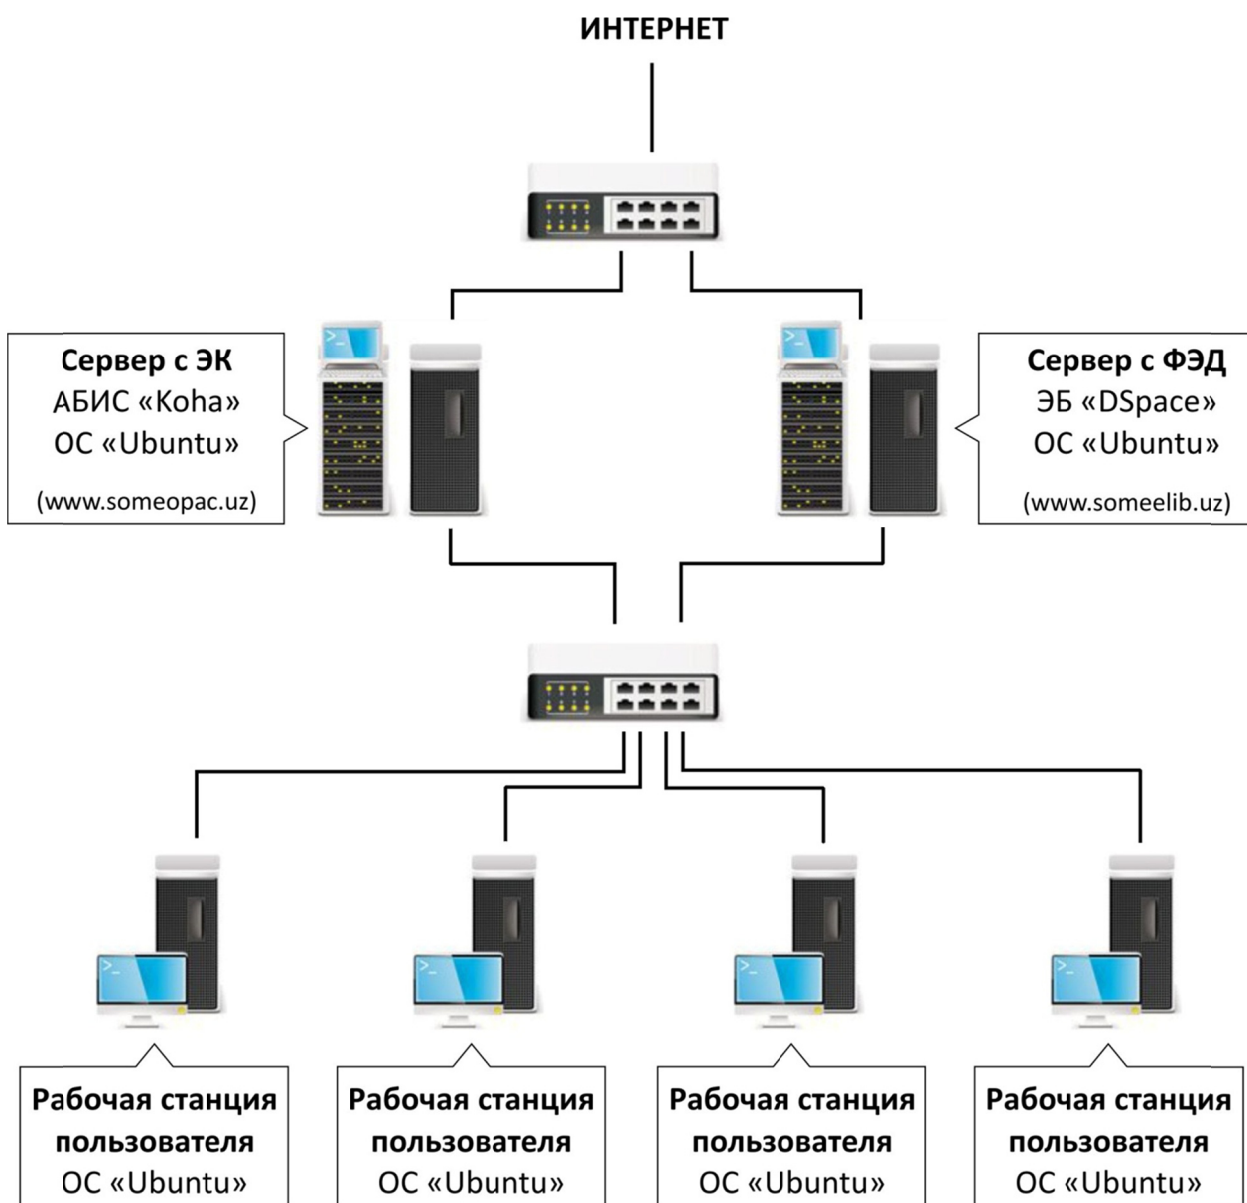 ИНТЕРНЕТ
Сервер с ЭК
АБИС «Koha»
ОС «Ubuntu»
(www.someopac.uz)
Сервер с ФЭД
ЭБ «DSpace»
ОС «Ubuntu»
(www.someelib.uz)
Рабочая станция
пользователя
ОС «Ubuntu»
Рабочая станция
пользователя
ОС «Ubuntu»
Рабочая станция
пользователя
ОС «Ubuntu»
Рабочая станция
пользователя
ОС «Ubuntu»